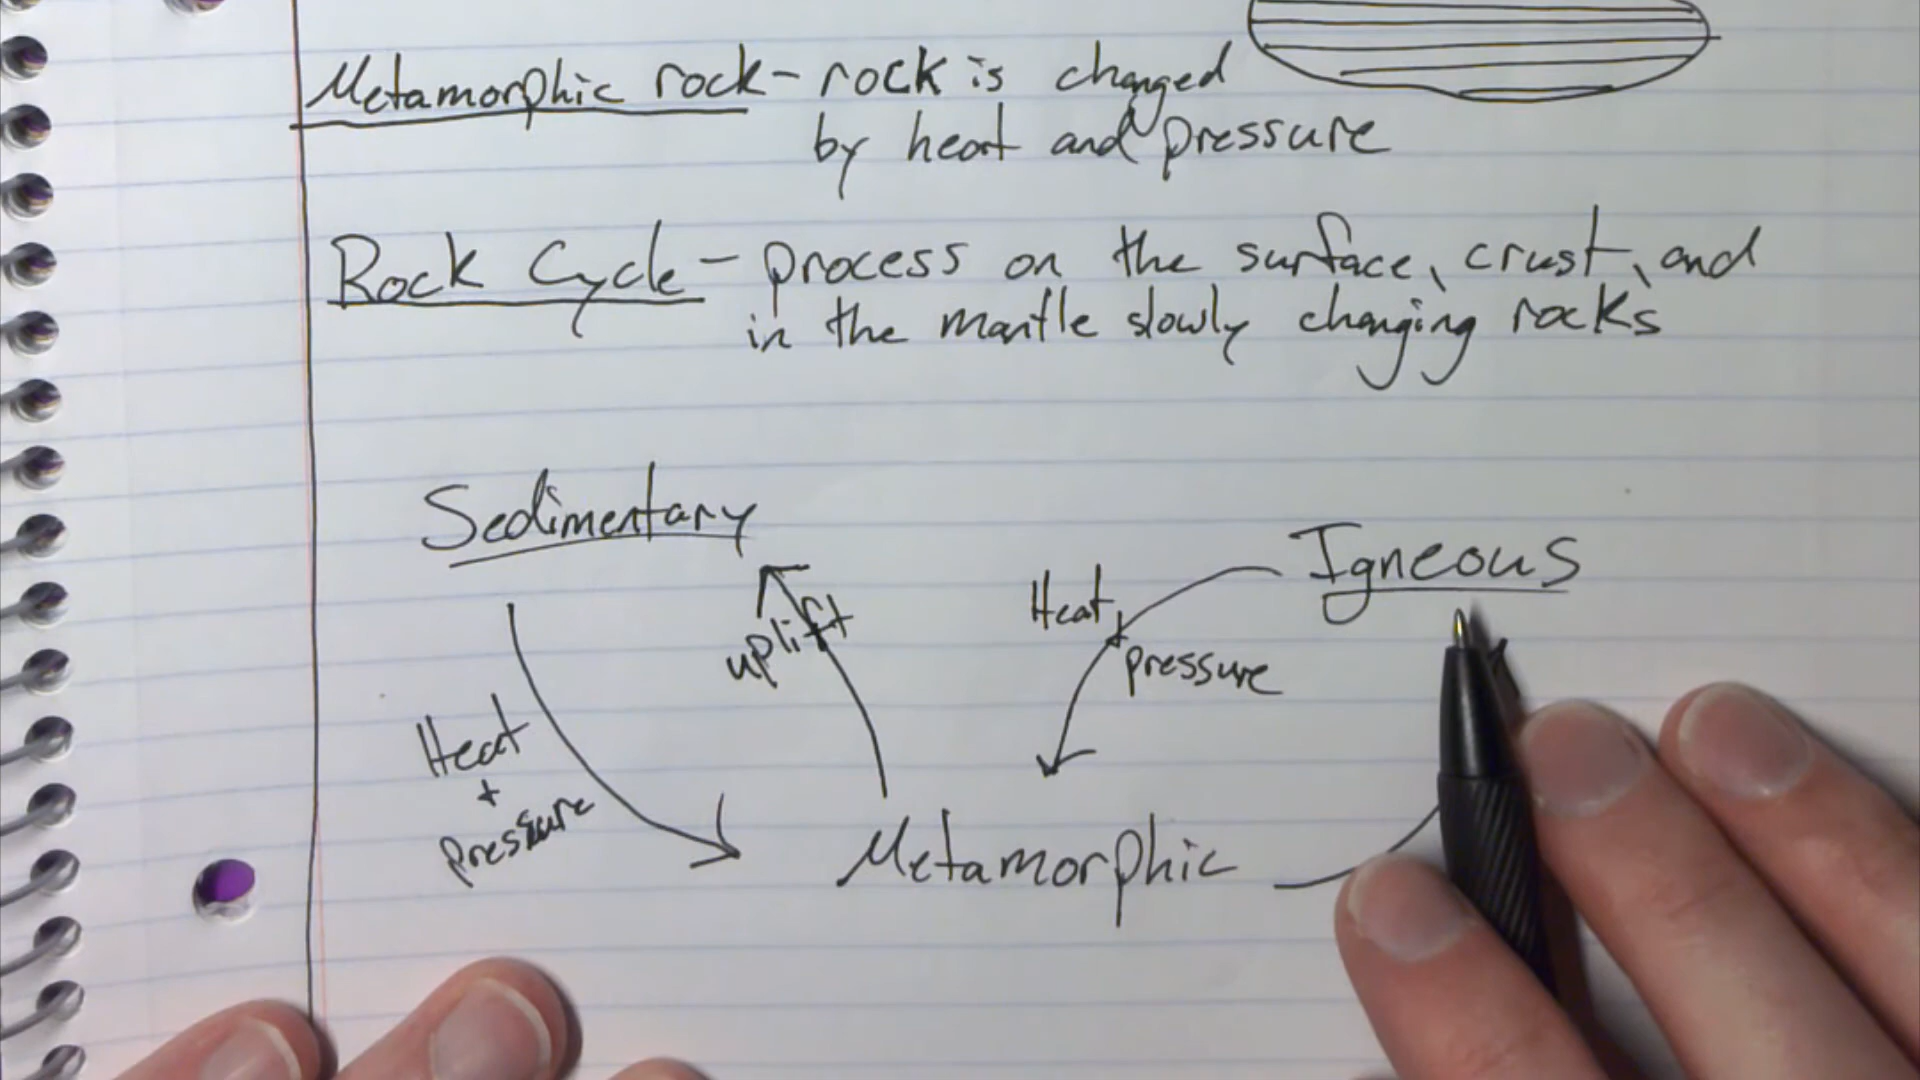 Metamorphic rock - rock is changed
by heat and pressure
Rock Cycle - process on the surface, crust, and
in the mantle slowly changing rocks
Sedimentary
Igneous
Heat
+
pressure
uplift
Heat
+
pressure
Metamorphic